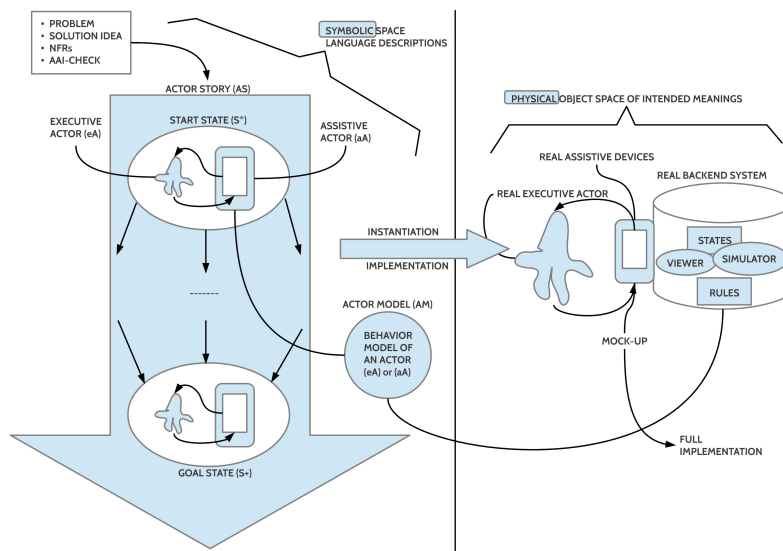 • PROBLEM
• SOLUTION IDEA
• NFRs
• AAI-CHECK
SYMBOLIC SPACE
LANGUAGE DESCRIPTIONS
ACTOR STORY (AS)
EXECUTIVE
ACTOR (eA)
START STATE (S*)
ASSISTIVE
ACTOR (aA)
-------
GOAL STATE (S+)
INSTANTIATION
IMPLEMENTATION
ACTOR MODEL (AM)
BEHAVIOR
MODEL OF
AN ACTOR
(eA) or (aA)
PHYSICAL OBJECT SPACE OF INTENDED MEANINGS
REAL ASSISTIVE DEVICES
REAL EXECUTIVE ACTOR
REAL BACKEND SYSTEM
STATES
VIEWER
SIMULATOR
RULES
MOCK-UP
FULL
IMPLEMENTATION